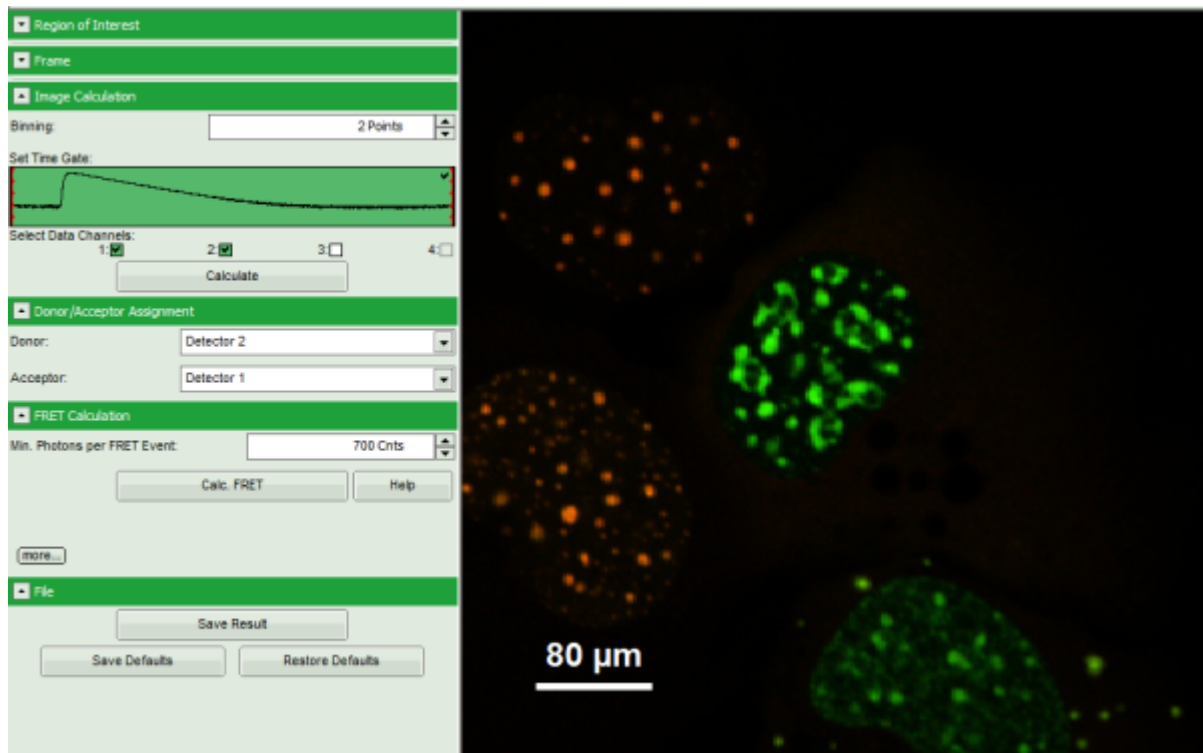 Region of Interest
Frame
Image Calculation
Binning: 2 Points
Set Time Gate:
Select Data Channels:
1: 2: 3: 4:
Calculate
Donor/Acceptor Assignment
Donor: Detector 2
Acceptor: Detector 1
FRET Calculation
Min. Photons per FRET Event: 700 Cnts
Calc. FRET Help
more...
File
Save Result
Save Defaults Restore Defaults
80 µm